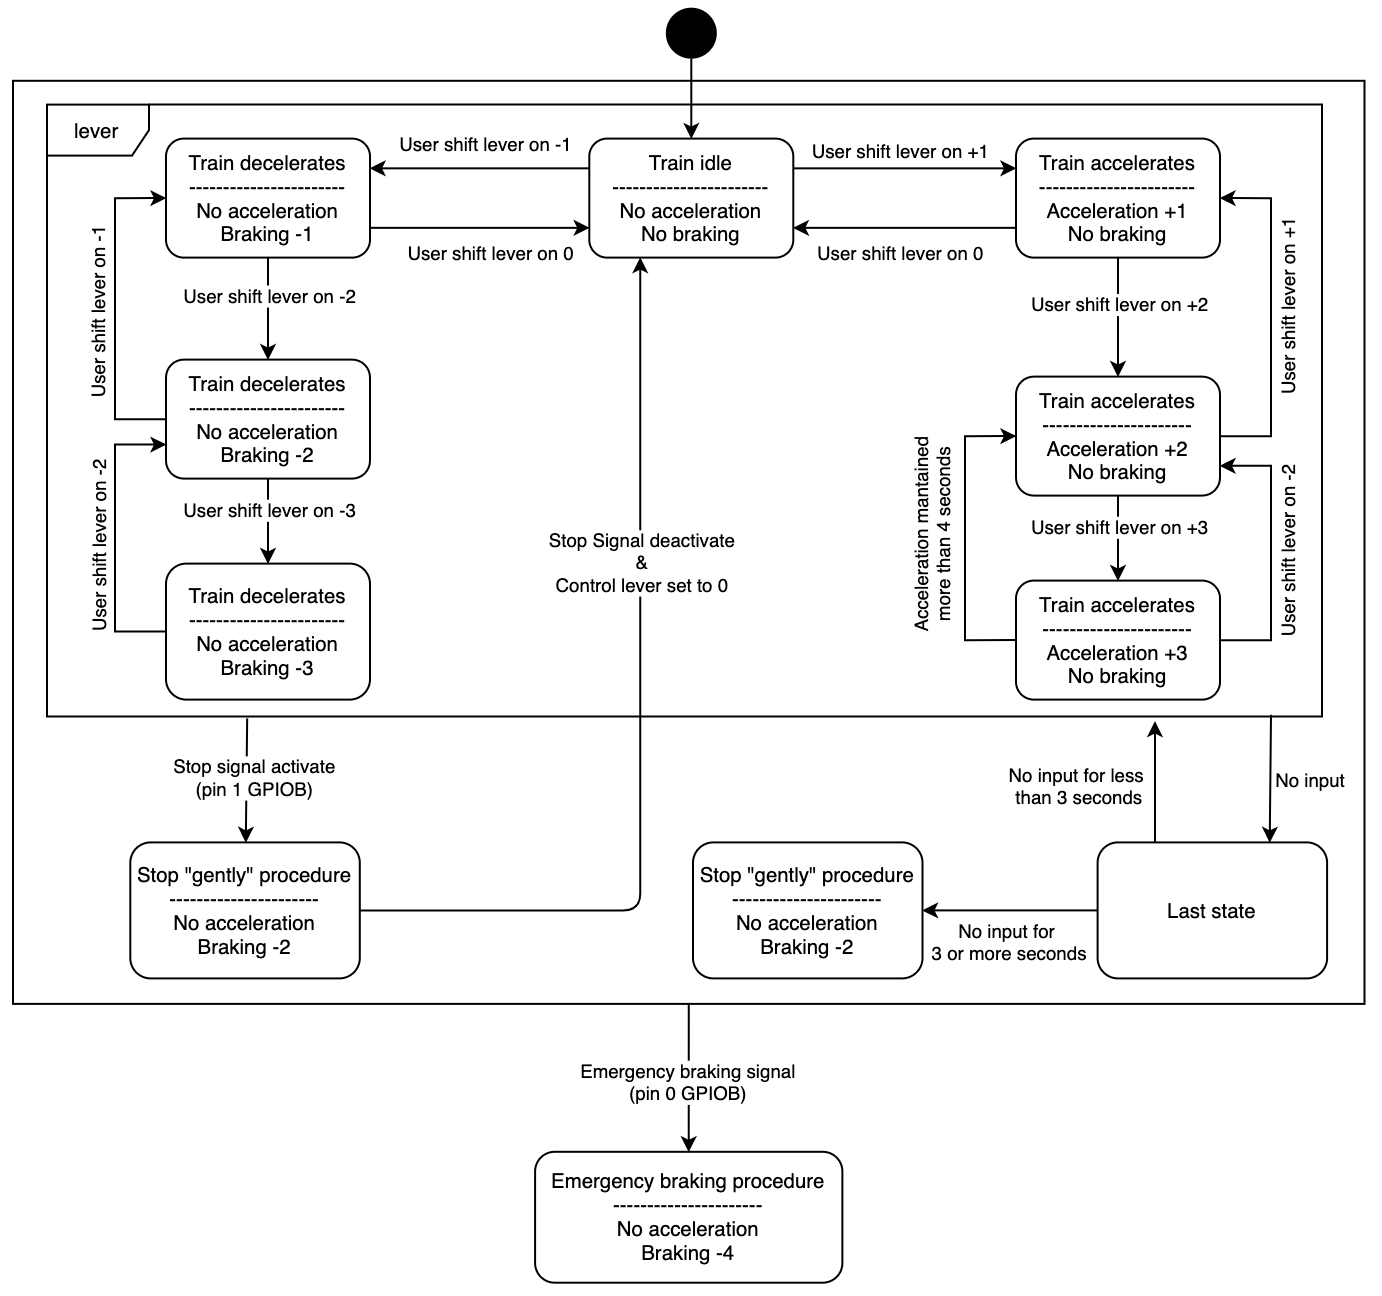 lever
Train decelerates
-----------------------
No acceleration
Braking -1
User shift lever on -1
User shift lever on 0
Train idle
-----------------------
No acceleration
No braking
User shift lever on +1
User shift lever on 0
Train accelerates
-----------------------
Acceleration +1
No braking
User shift lever on -1
User shift lever on -2
User shift lever on +2
User shift lever on +1
Train decelerates
-----------------------
No acceleration
Braking -2
Train accelerates
----------------------
Acceleration +2
No braking
User shift lever on -2
User shift lever on -3
Stop Signal deactivate
&
Control lever set to 0
Acceleration mantained
more than 4 seconds
User shift lever on +3
User shift lever on -2
Train decelerates
-----------------------
No acceleration
Braking -3
Train accelerates
----------------------
Acceleration +3
No braking
Stop signal activate
(pin 1 GPIOB)
No input for less
than 3 seconds
No input
Stop "gently" procedure
----------------------
No acceleration
Braking -2
Stop "gently" procedure
----------------------
No acceleration
Braking -2
No input for
3 or more seconds
Last state
Emergency braking signal
(pin 0 GPIOB)
Emergency braking procedure
----------------------
No acceleration
Braking -4